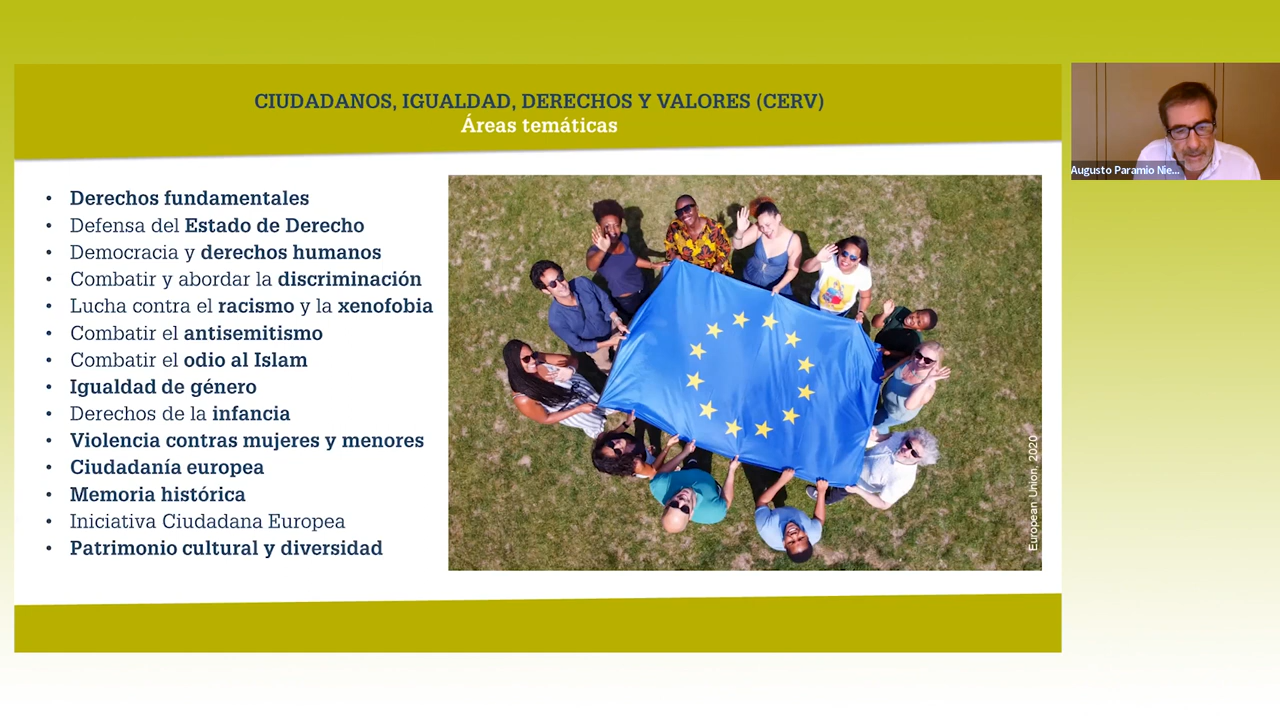 CIUDADANOS, IGUALDAD, DERECHOS Y VALORES (CERV)
Áreas temáticas
• Derechos fundamentales
• Defensa del Estado de Derecho
• Democracia y derechos humanos
• Combatir y abordar la discriminación
• Lucha contra el racismo y la xenofobia
• Combatir el antisemitismo
• Combatir el odio al Islam
• Igualdad de género
• Derechos de la infancia
• Violencia contras mujeres y menores
• Ciudadanía europea
• Memoria histórica
• Iniciativa Ciudadana Europea
• Patrimonio cultural y diversidad
European Union, 2020
Augusto Paramio Nie...